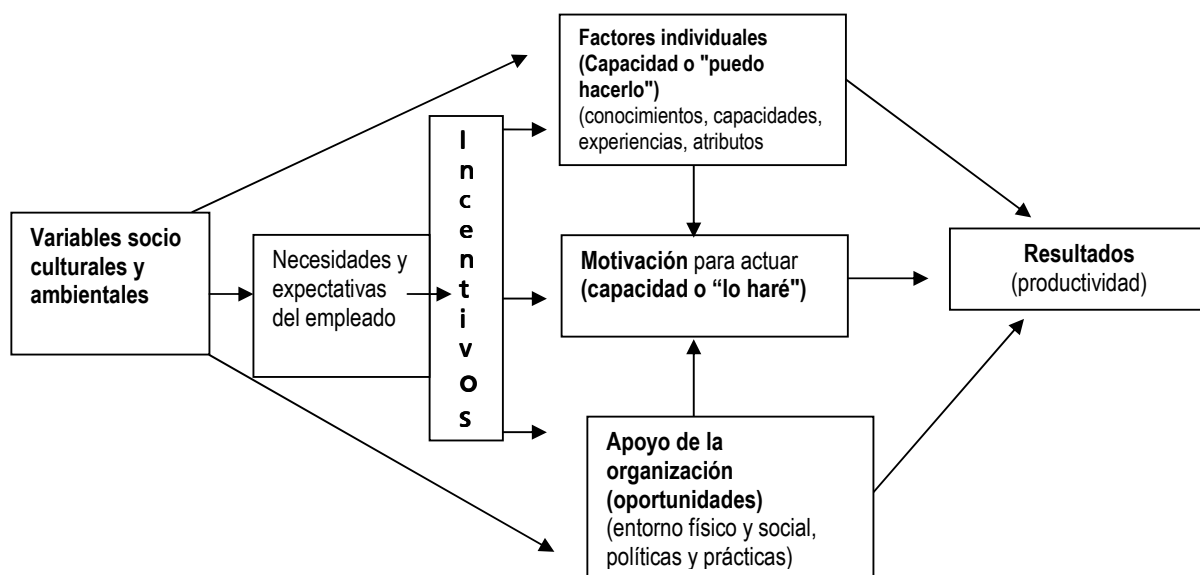 Variables socio
culturales y
ambientales
Necesidades y
expectativas
del empleado
Incentivos
Factores individuales
(Capacidad o "puedo
hacerlo")
(conocimientos, capacidades,
experiencias, atributos
Motivación para actuar
(capacidad o “lo haré")
Apoyo de la
organización
(oportunidades)
(entorno físico y social,
políticas y prácticas)
Resultados
(productividad)